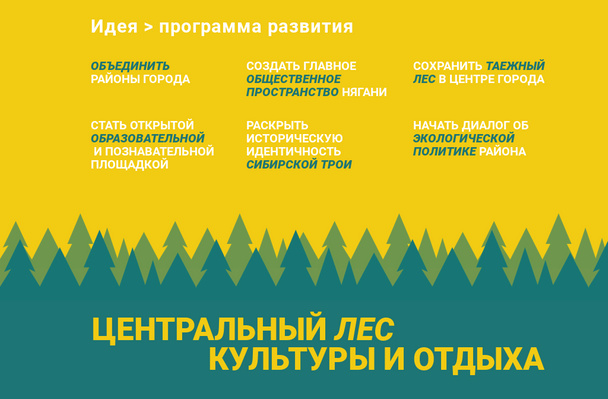 Идея > программа развития
ОБЪЕДИНИТЬ
РАЙОНЫ ГОРОДА
СОЗДАТЬ ГЛАВНОЕ
ОБЩЕСТВЕННОЕ
ПРОСТРАНСТВО НЯГАНИ
СОХРАНИТЬ ТАЕЖНЫЙ
ЛЕС В ЦЕНТРЕ ГОРОДА
СТАТЬ ОТКРЫТОЙ
ОБРАЗОВАТЕЛЬНОЙ
И ПОЗНАВАТЕЛЬНОЙ
ПЛОЩАДКОЙ
РАСКРЫТЬ
ИСТОРИЧЕСКУЮ
ИДЕНТИЧНОСТЬ
СИБИРСКОЙ ТРОИ
НАЧАТЬ ДИАЛОГ ОБ
ЭКОЛОГИЧЕСКОЙ
ПОЛИТИКЕ РАЙОНА
ЦЕНТРАЛЬНЫЙ ЛЕС
КУЛЬТУРЫ И ОТДЫХА